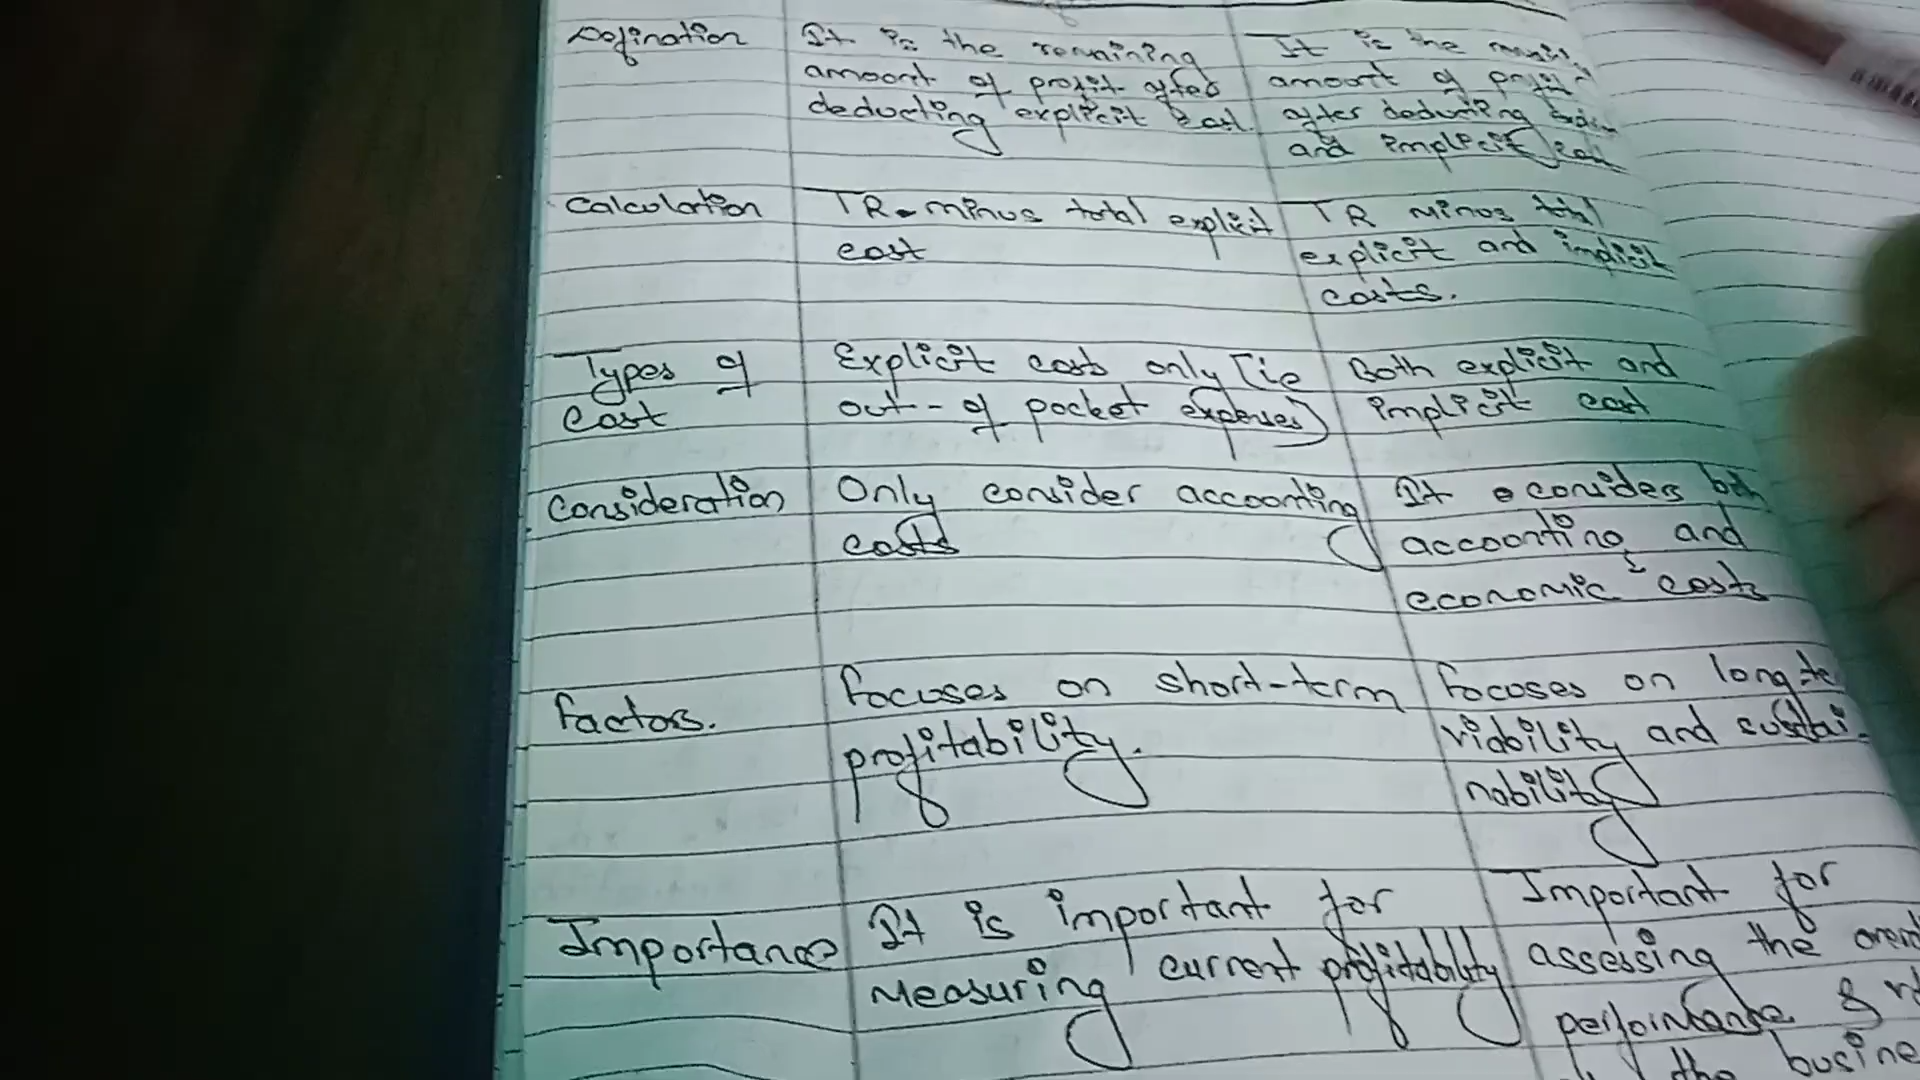 Defination
It is the remaining
amount of profit after
deducting explicit cost.
It is the
amount of profit
after deducting
and implicit cost
Calculation
TR minus total explicit
cost
TR minus total
explicit and implicit
costs.
Types of
cost
Explicit costs only [ie
out-of pocket expenses)
Both explicit and
implicit cost
Consideration
Only consider accounting
costs
It considers both
accounting and
economic costs
factors.
focuses on short-term
profitability.
focuses on long-te
viability and sustai-
nability
Importance
It is important for
measuring current profitability
Important for
assessing the
performance &
the busine